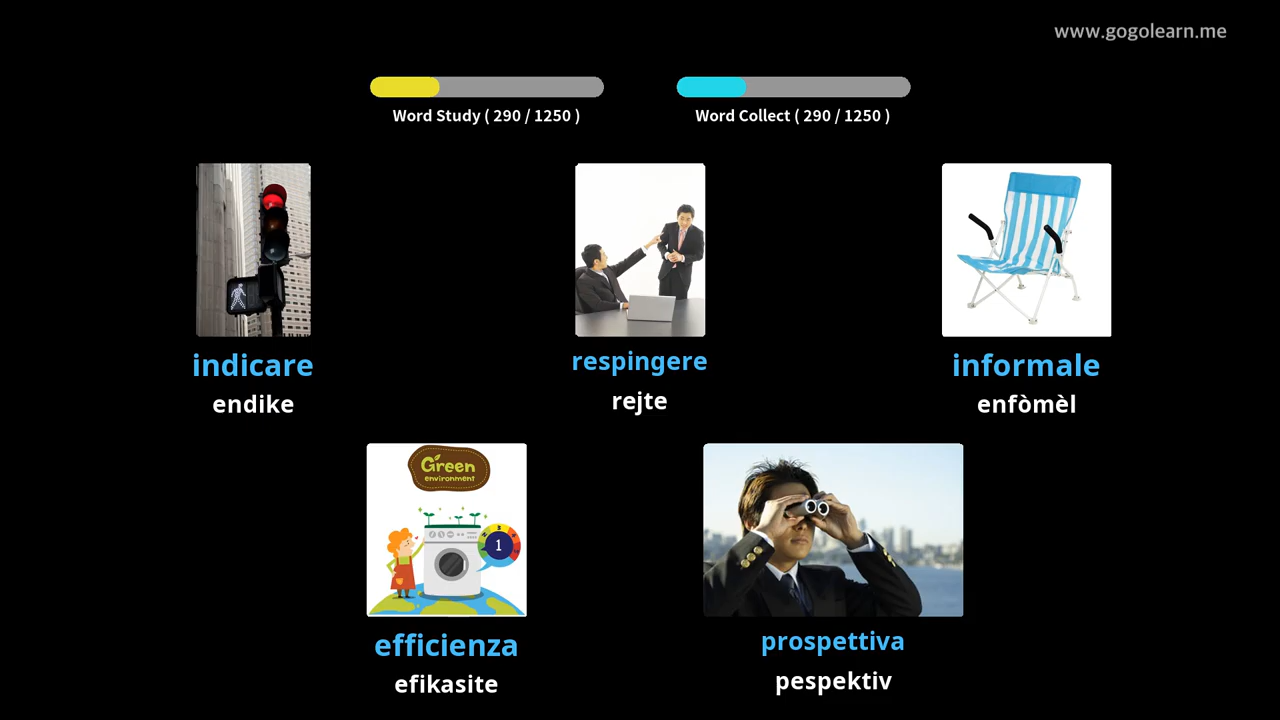 www.gogolearn.me
Word Study ( 290 / 1250 )
Word Collect ( 290 / 1250 )
indicare
endike
respingere
rejte
informale
enfòmèl
Green
environment
1
efficienza
efikasite
prospettiva
pespektiv